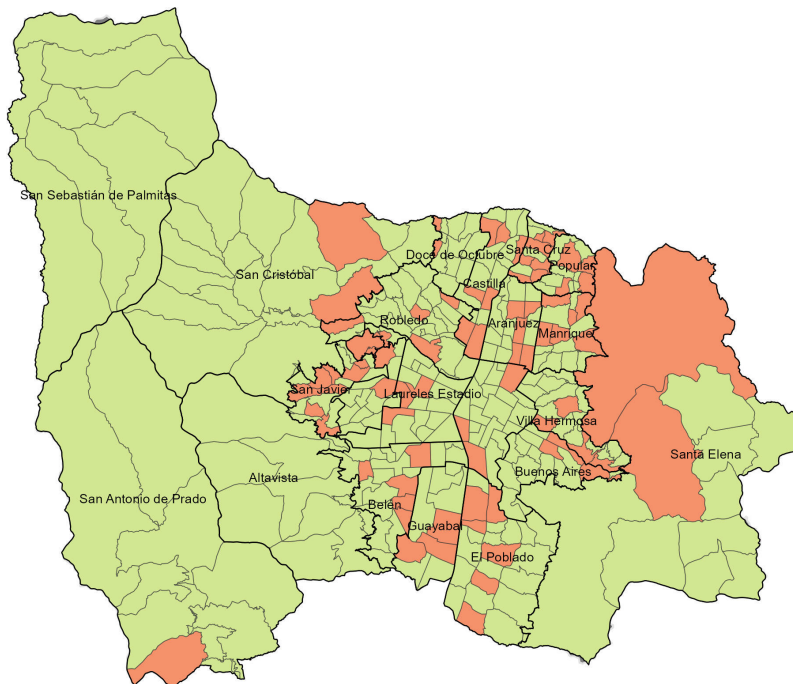 San Sebastián de Palmitas
San Cristóbal
Doce de Octubre
Santa Cruz
Popular
Castilla
Robledo
Aranjuez
Manrique
San Javier
Laureles Estadio
Villa Hermosa
Santa Elena
Buenos Aires
Altavista
San Antonio de Prado
Belén
Guayabal
El Poblado